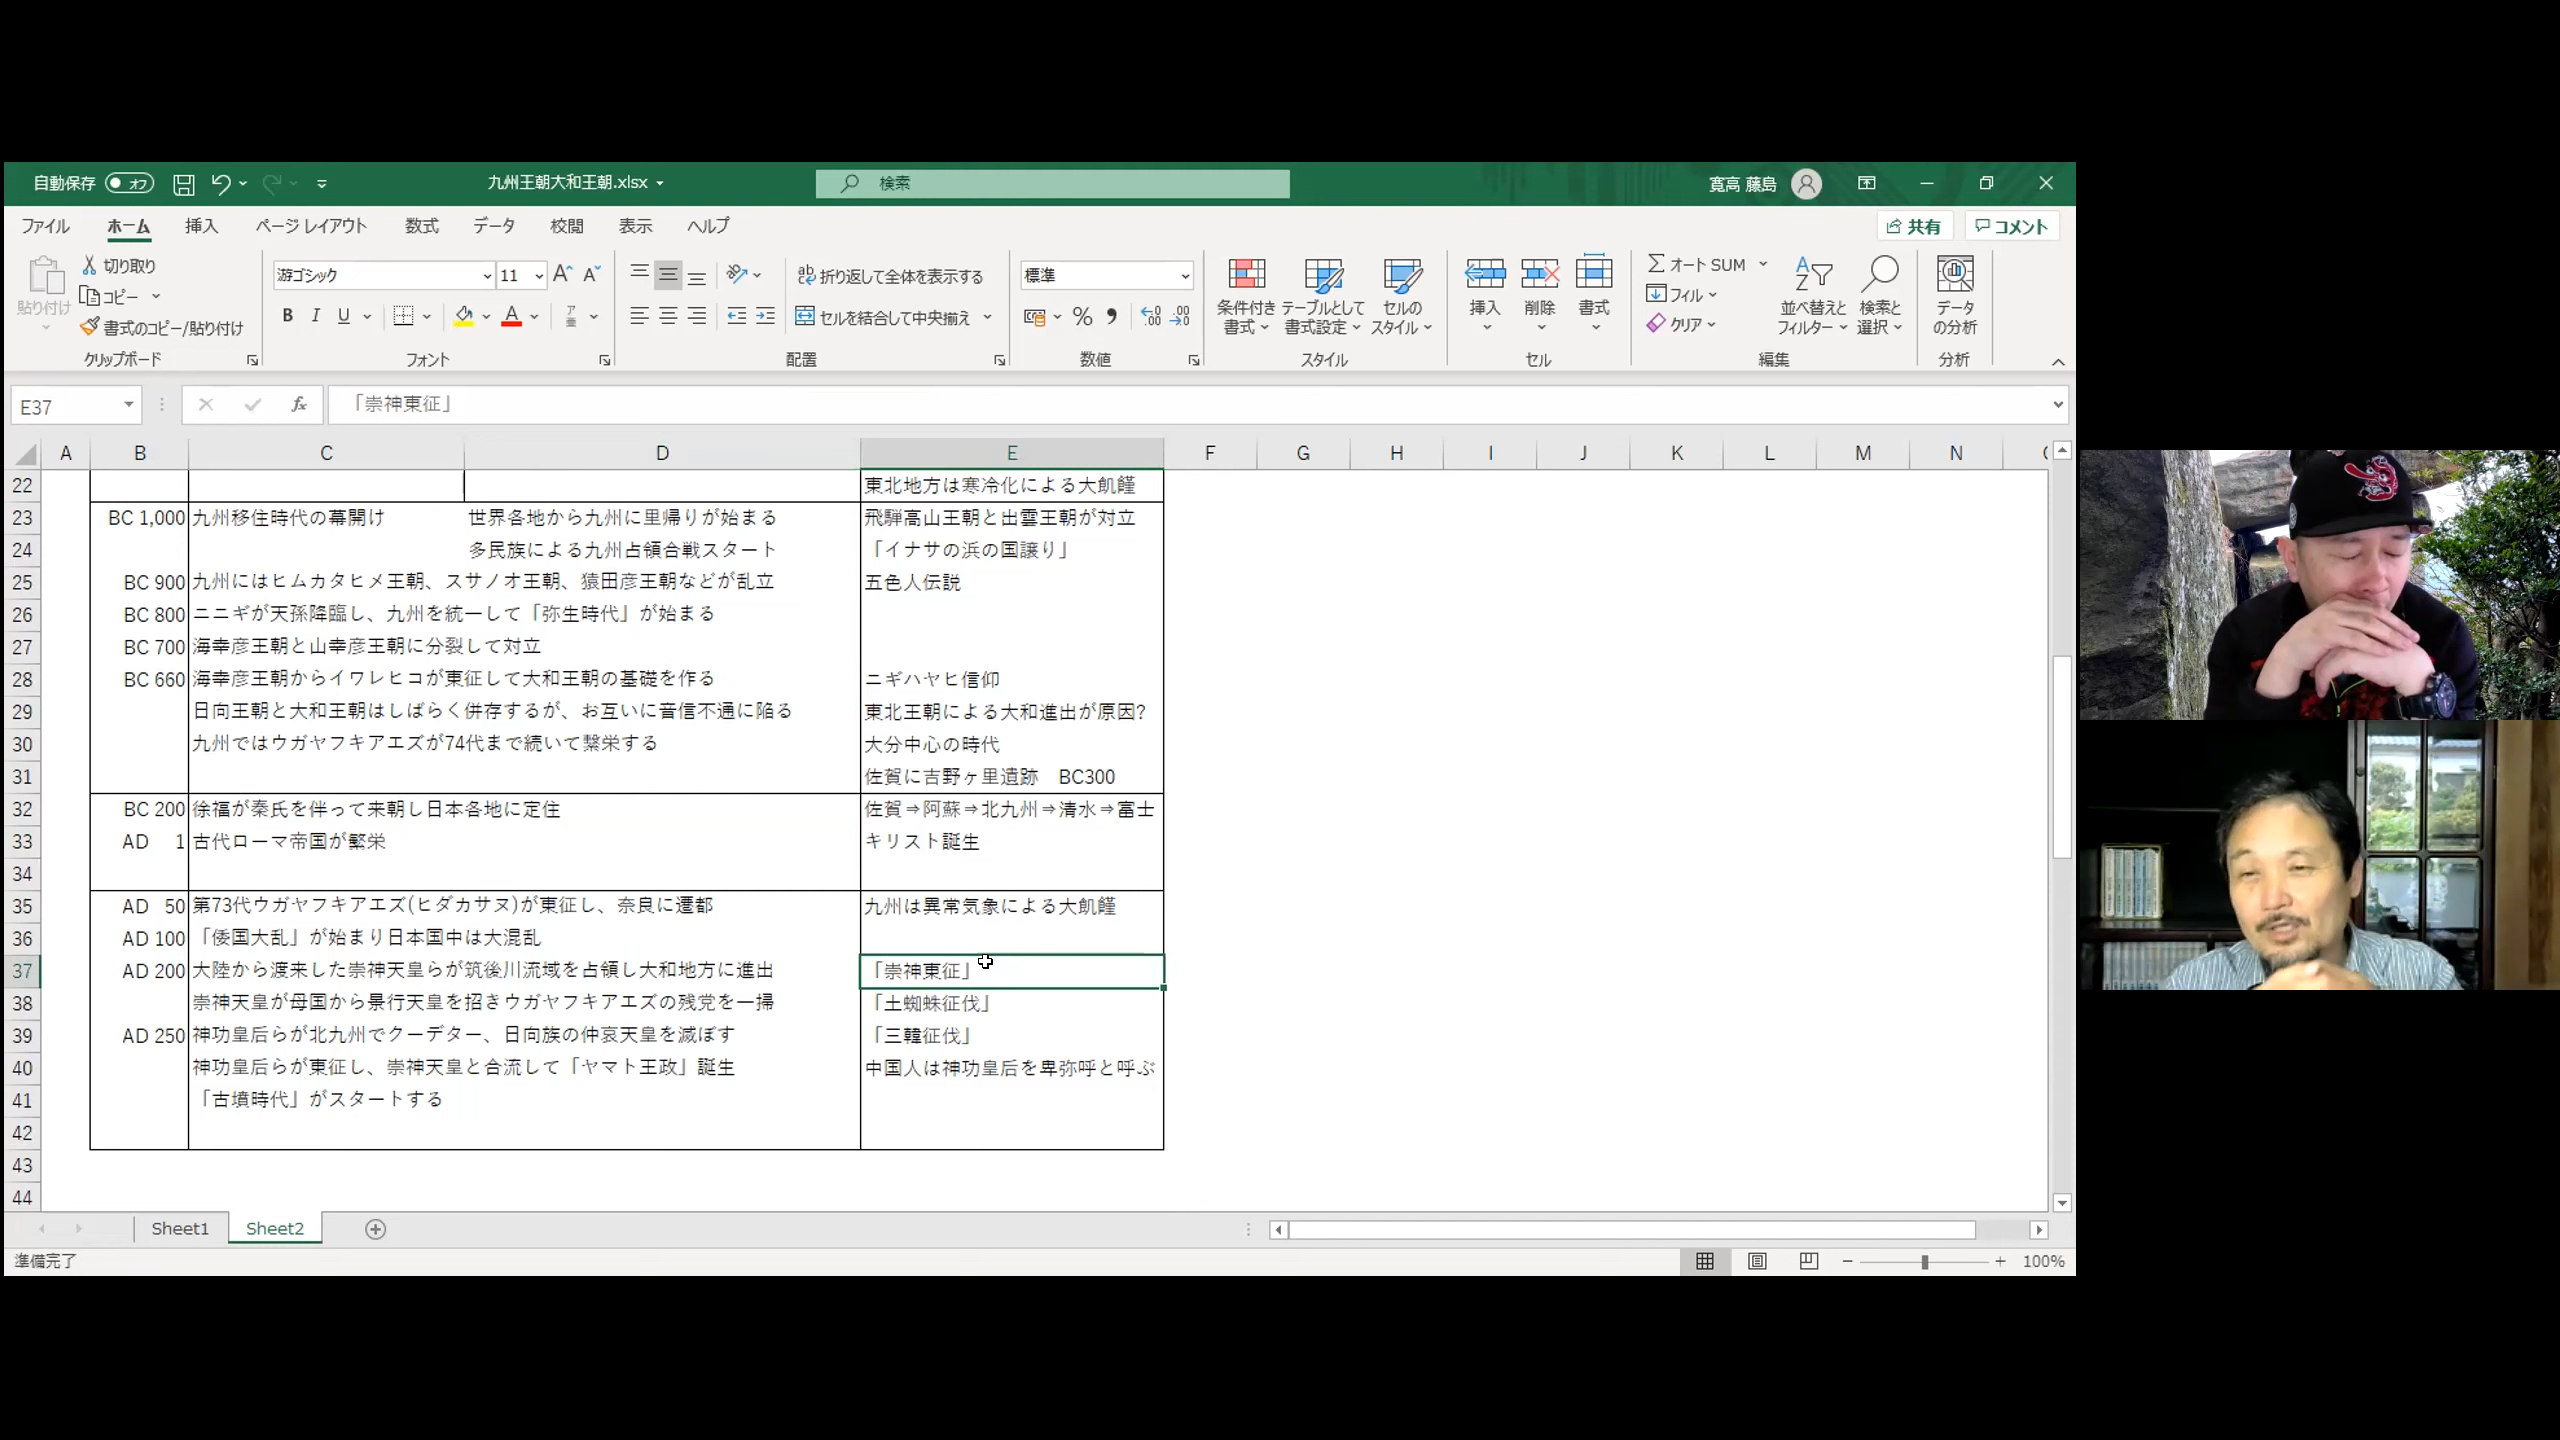 自動保存 オフ 九州王朝大和王朝.xlsx 検索 寛高 藤島
ファイル ホーム 挿入 ページ レイアウト 数式 データ 校閲 表示 ヘルプ 共有 コメント
貼り付け
切り取り
コピー
書式のコピー/貼り付け
クリップボード
游ゴシック 11
B I U
フォント
折り返して全体を表示する
セルを結合して中央揃え
配置
標準
数値
条件付き書式
テーブルとして書式設定
セルのスタイル
スタイル
挿入 削除 書式
セル
オート SUM
フィル
クリア
並べ替えとフィルター
検索と選択
編集
データの分析
分析
E37 fx 「崇神東征」
A B C D E F G H I J K L M N
22 東北地方は寒冷化による大飢饉
23 BC 1,000 九州移住時代の幕開け 世界各地から九州に里帰りが始まる 飛騨高山王朝と出雲王朝が対立
24 多民族による九州占領合戦スタート 「イナサの浜の国譲り」
25 BC 900 九州にはヒムカタヒメ王朝、スサノオ王朝、猿田彦王朝などが乱立 五色人伝説
26 BC 800 ニニギが天孫降臨し、九州を統一して「弥生時代」が始まる
27 BC 700 海幸彦王朝と山幸彦王朝に分裂して対立
28 BC 660 海幸彦王朝からイワレヒコが東征して大和王朝の基礎を作る ニギハヤヒ信仰
29 日向王朝と大和王朝はしばらく併存するが、お互いに音信不通に陥る 東北王朝による大和進出が原因?
30 九州ではウガヤフキアエズが74代まで続いて繁栄する 大分中心の時代
31 佐賀に吉野ヶ里遺跡 BC300
32 BC 200 徐福が秦氏を伴って来朝し日本各地に定住 佐賀⇒阿蘇⇒北九州⇒清水⇒富士
33 AD 1 古代ローマ帝国が繁栄 キリスト誕生
34
35 AD 50 第73代ウガヤフキアエズ(ヒダカサヌ)が東征し、奈良に遷都 九州は異常気象による大飢饉
36 AD 100 「倭国大乱」が始まり日本国中は大混乱
37 AD 200 大陸から渡来した崇神天皇らが筑後川流域を占領し大和地方に進出 「崇神東征」
38 崇神天皇が母国から景行天皇を招きウガヤフキアエズの残党を一掃 「土蜘蛛征伐」
39 AD 250 神功皇后らが北九州でクーデター、日向族の仲哀天皇を滅ぼす 「三韓征伐」
40 神功皇后らが東征し、崇神天皇と合流して「ヤマト王政」誕生 中国人は神功皇后を卑弥呼と呼ぶ
41 「古墳時代」がスタートする
42
43
44
Sheet1 Sheet2
準備完了 100%